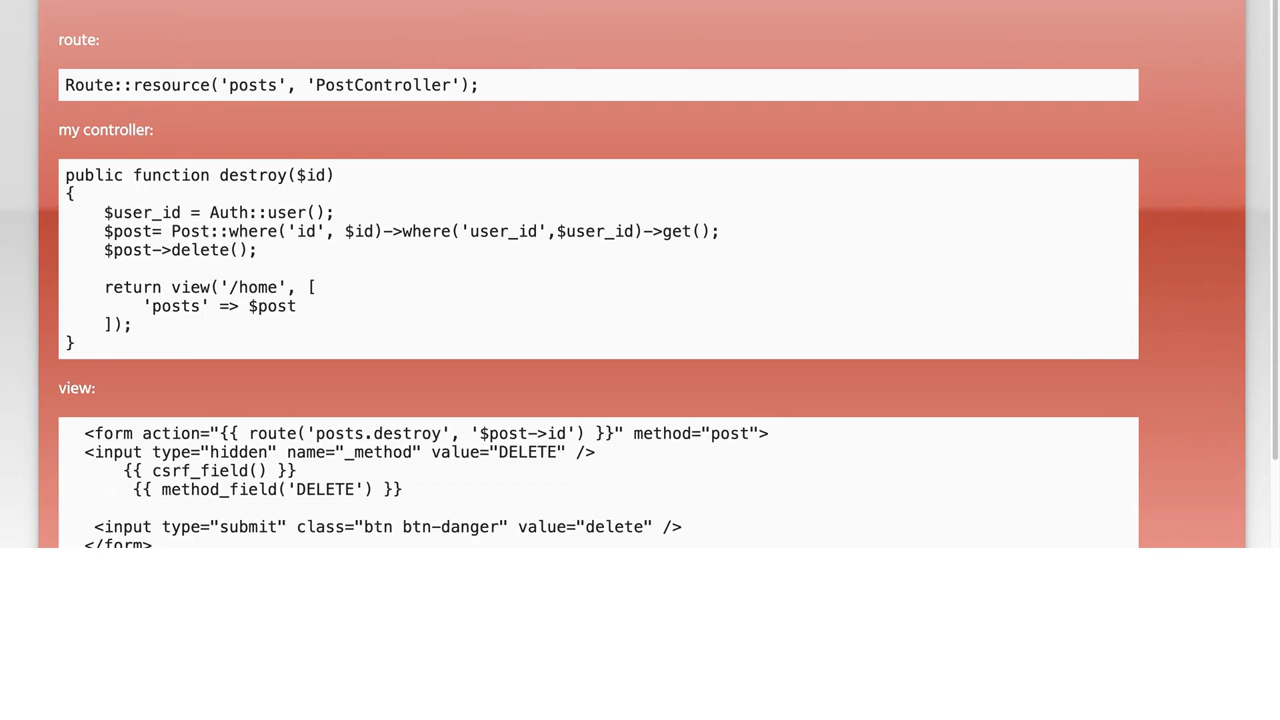 route:
Route::resource('posts', 'PostController');
my controller:
public function destroy($id)
{
    $user_id = Auth::user();
    $post= Post::where('id', $id)->where('user_id',$user_id)->get();
    $post->delete();
    return view('/home', [
        'posts' => $post
    ]);
}
view:
  <form action="{{ route('posts.destroy', '$post->id') }}" method="post">
  <input type="hidden" name="_method" value="DELETE" />
      {{ csrf_field() }}
       {{ method_field('DELETE') }}
   <input type="submit" class="btn btn-danger" value="delete" />
  </form>